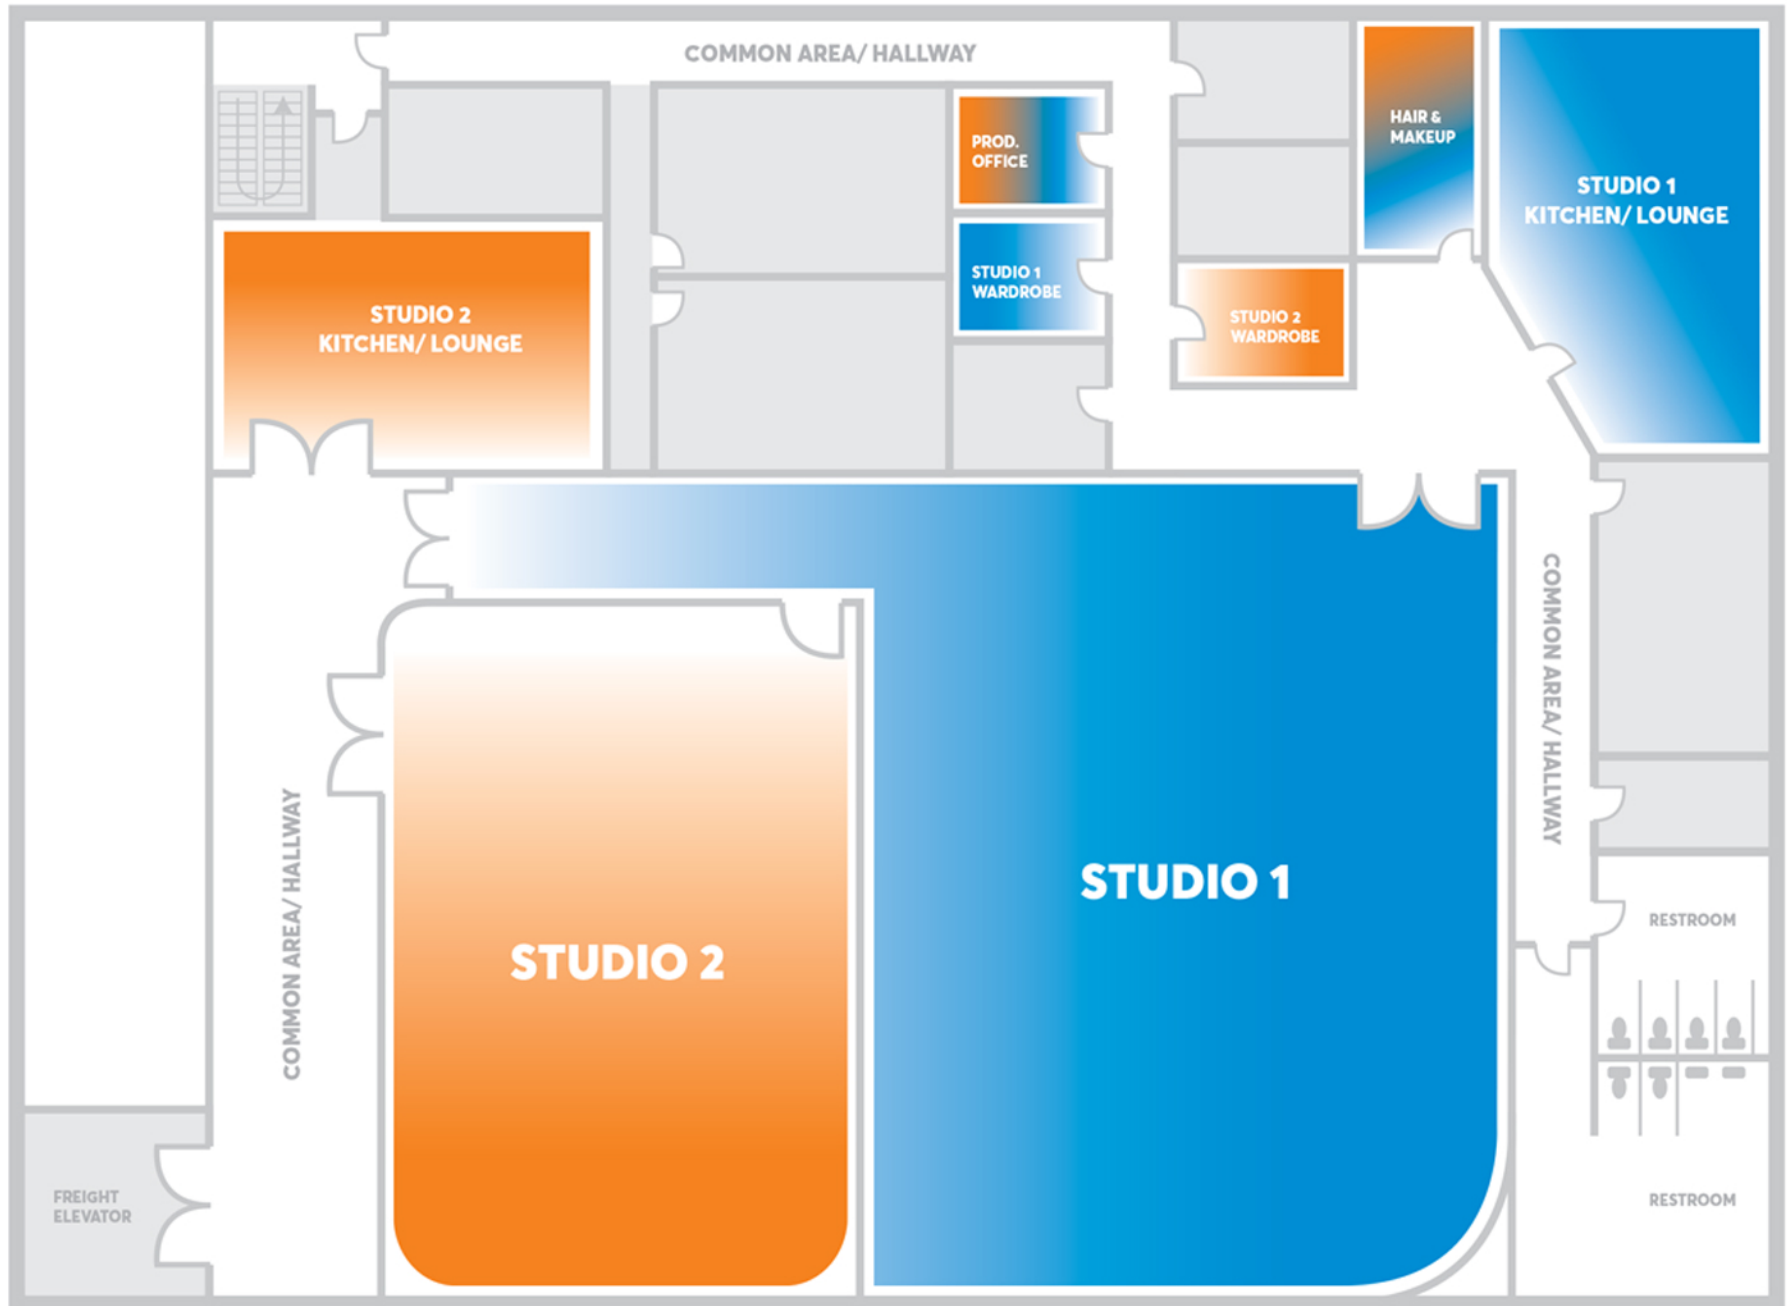 COMMON AREA/ HALLWAY
PROD.
OFFICE
HAIR &
MAKEUP
STUDIO 1
KITCHEN/ LOUNGE
STUDIO 2
KITCHEN/ LOUNGE
STUDIO 1
WARDROBE
STUDIO 2
WARDROBE
COMMON AREA/ HALLWAY
COMMON AREA/ HALLWAY
STUDIO 1
STUDIO 2
RESTROOM
FREIGHT
ELEVATOR
RESTROOM